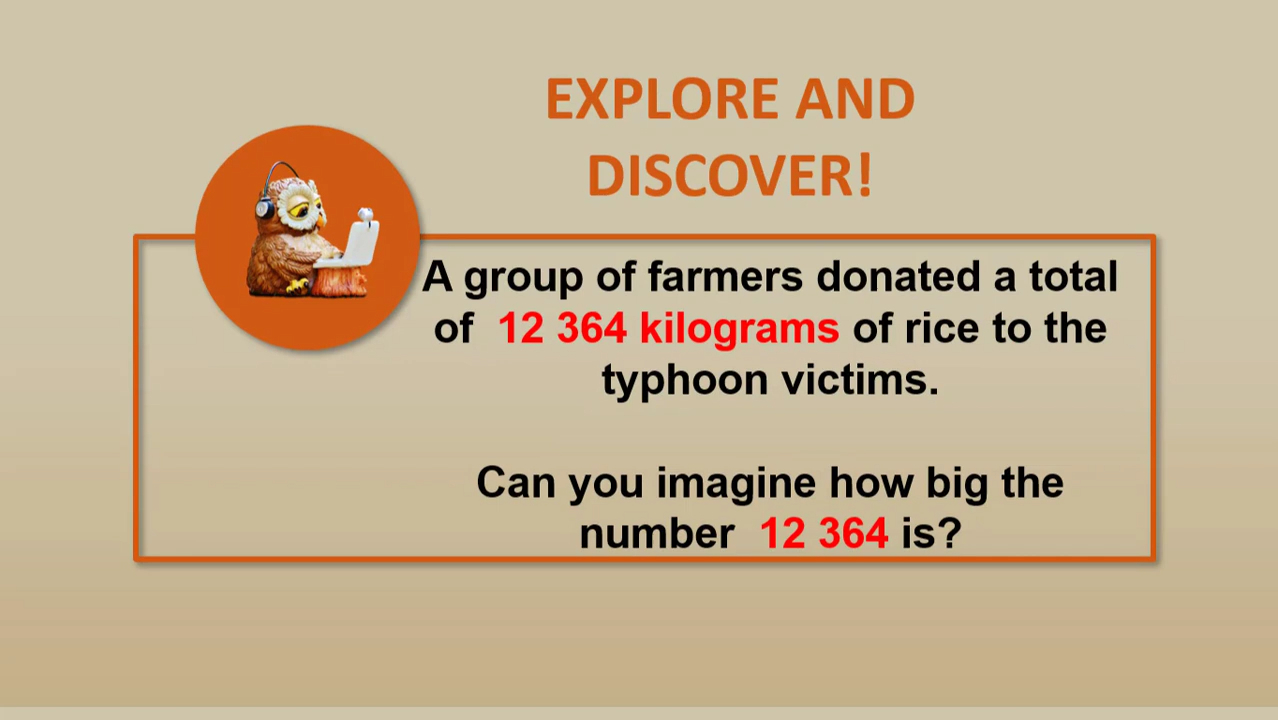 EXPLORE AND
DISCOVER!
A group of farmers donated a total
of 12 364 kilograms of rice to the
typhoon victims.
Can you imagine how big the
number 12 364 is?